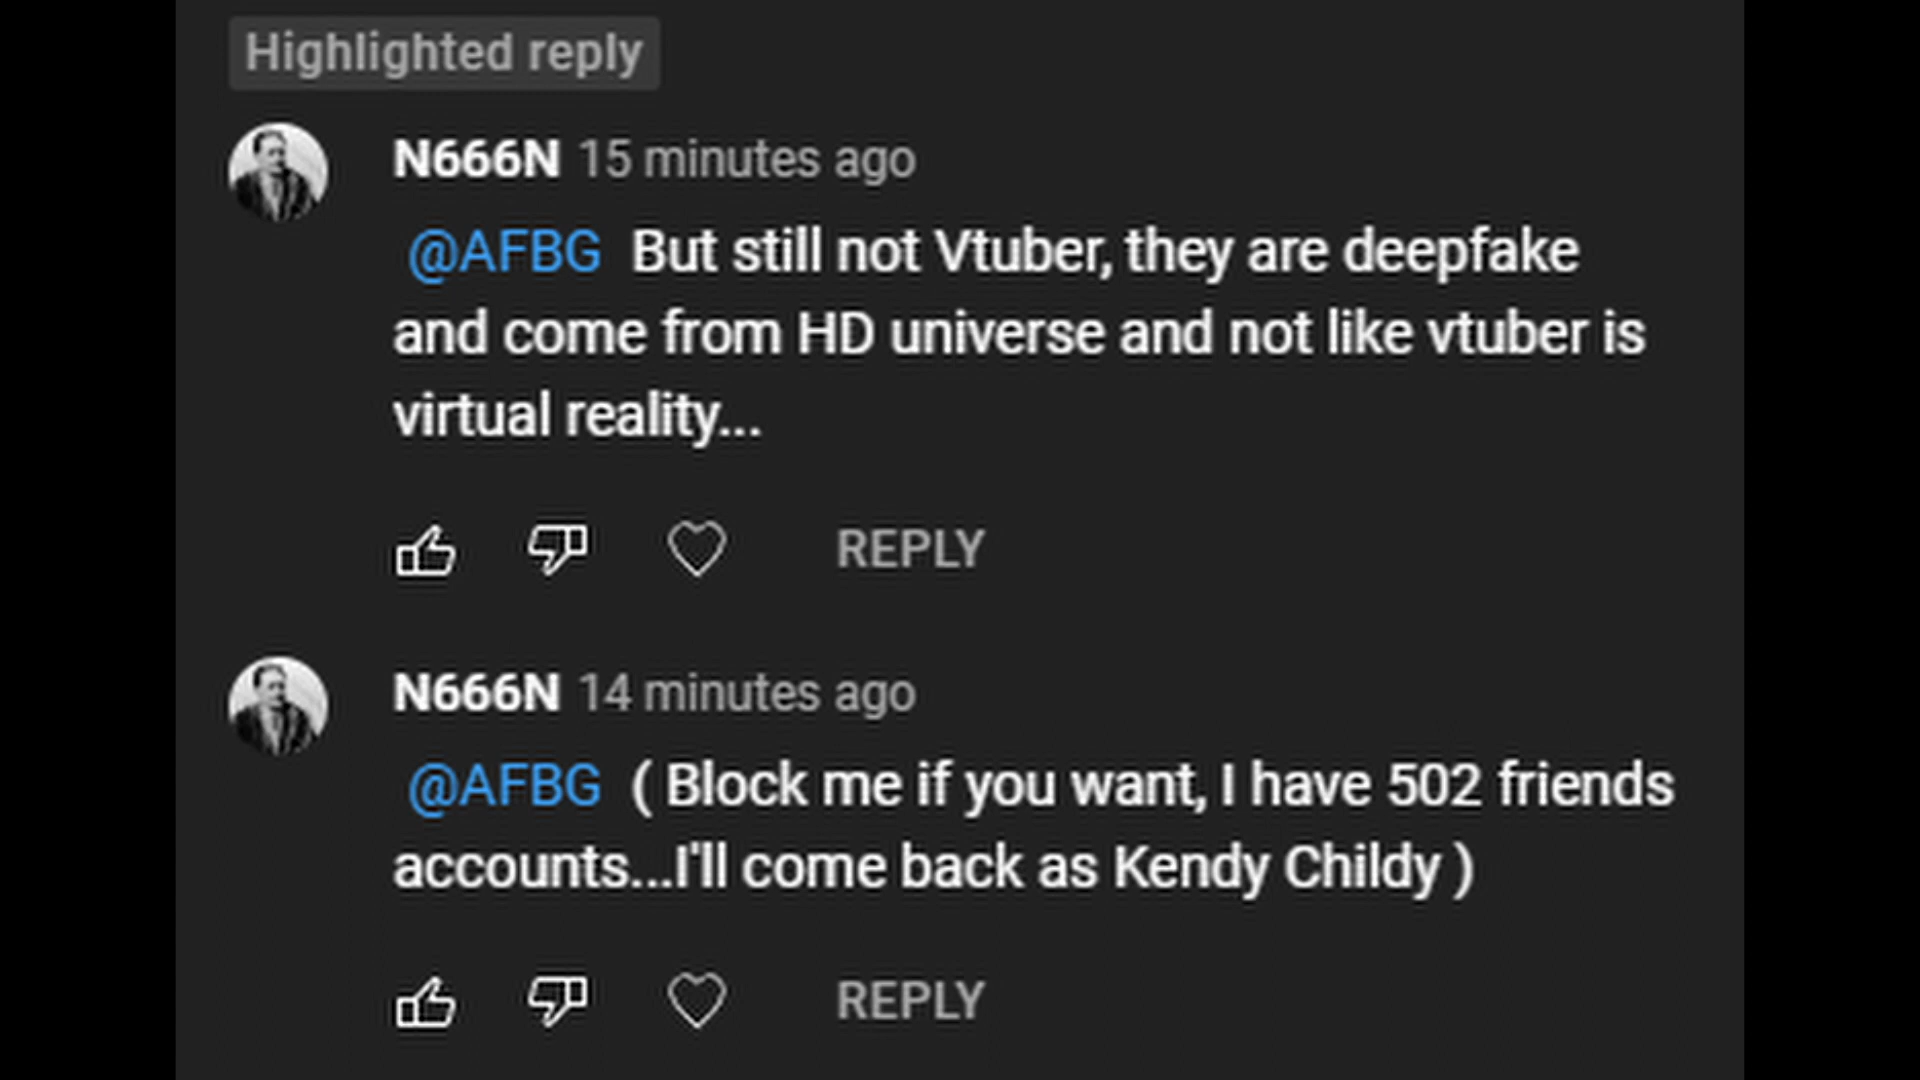 Highlighted reply
N666N 15 minutes ago
@AFBG But still not Vtuber, they are deepfake
and come from HD universe and not like vtuber is
virtual reality...
REPLY
N666N 14 minutes ago
@AFBG ( Block me if you want, I have 502 friends
accounts...I'll come back as Kendy Childy )
REPLY